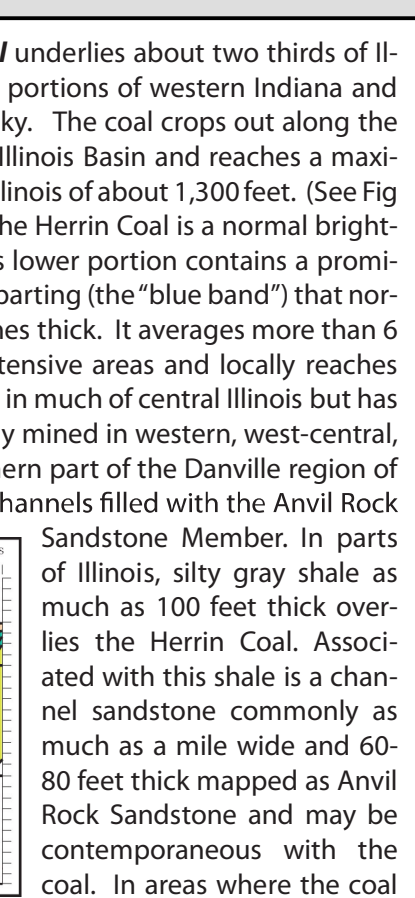 l underlies about two thirds of Il-
portions of western Indiana and
ky. The coal crops out along the
Illinois Basin and reaches a maxi-
linois of about 1,300 feet. (See Fig
he Herrin Coal is a normal bright-
s lower portion contains a promi-
parting (the “blue band”) that nor-
nes thick. It averages more than 6
tensive areas and locally reaches
in much of central Illinois but has
y mined in western, west-central,
ern part of the Danville region of
hannels filled with the Anvil Rock
Sandstone Member. In parts
of Illinois, silty gray shale as
much as 100 feet thick over-
lies the Herrin Coal. Associ-
ated with this shale is a chan-
nel sandstone commonly as
much as a mile wide and 60-
80 feet thick mapped as Anvil
Rock Sandstone and may be
contemporaneous with the
coal. In areas where the coal